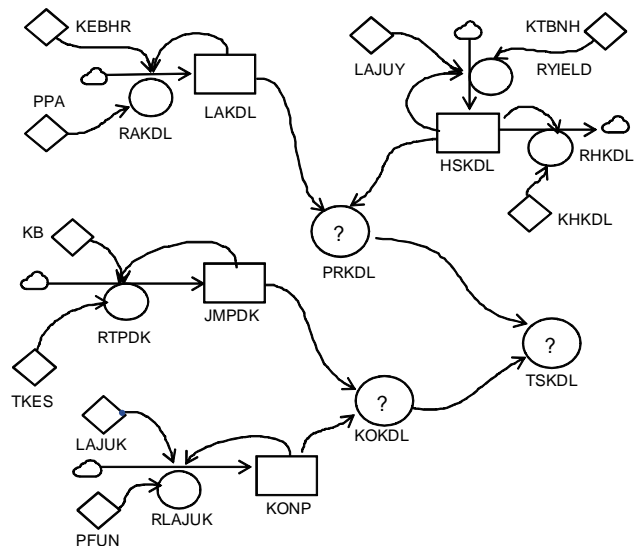 KEBHR
KTBNH
LAJUY
RYIELD
PPA
LAKDL
RAKDL
HSKDL
RHKDL
KHKDL
?
PRKDL
KB
JMPDK
RTPDK
?
TSKDL
TKES
?
KOKDL
LAJUK
KONP
RLAJUK
PFUN